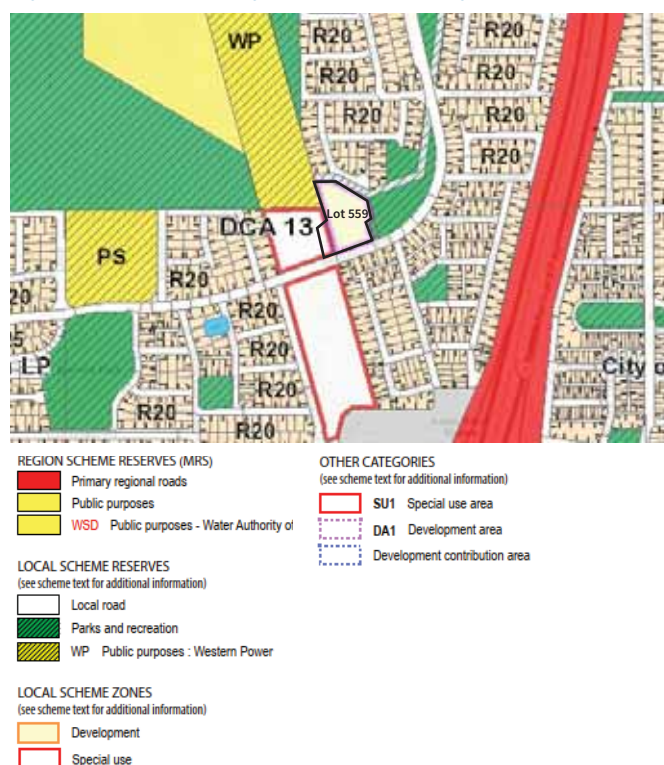 WP
R20
R20
R20
R20
R20
R20
Lot 559
DCA 13
PS
R20
20
R20
R20
R20
LP
R20
R20
City o
REGION SCHEME RESERVES (MRS)
Primary regional roads
Public purposes
WSD Public purposes - Water Authority of
LOCAL SCHEME RESERVES
(see scheme text for additional information)
Local road
Parks and recreation
WP Public purposes : Western Power
LOCAL SCHEME ZONES
(see scheme text for additional information)
Development
Special use
OTHER CATEGORIES
(see scheme text for additional information)
SU1 Special use area
DA1 Development area
Development contribution area